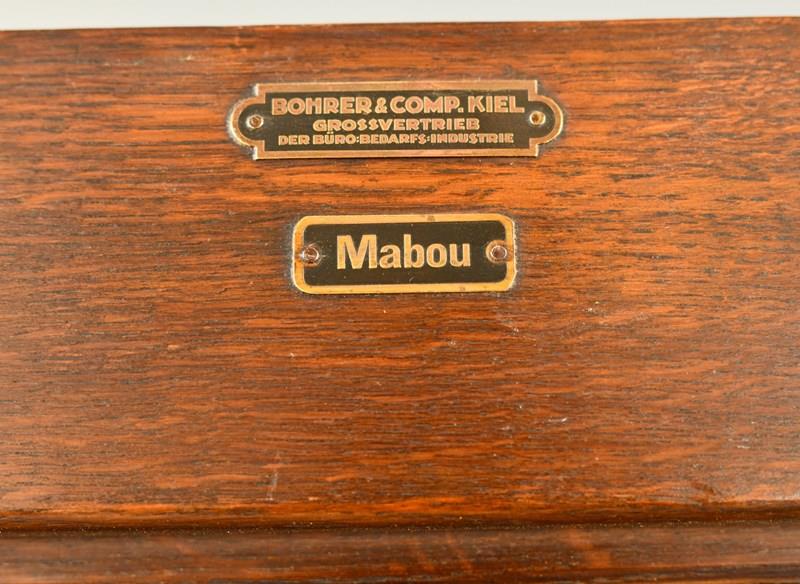 BOHRER & COMP. KIEL
GROSSVERTRIEB
DER BÜRO:BEDARFS:INDUSTRIE
Mabou